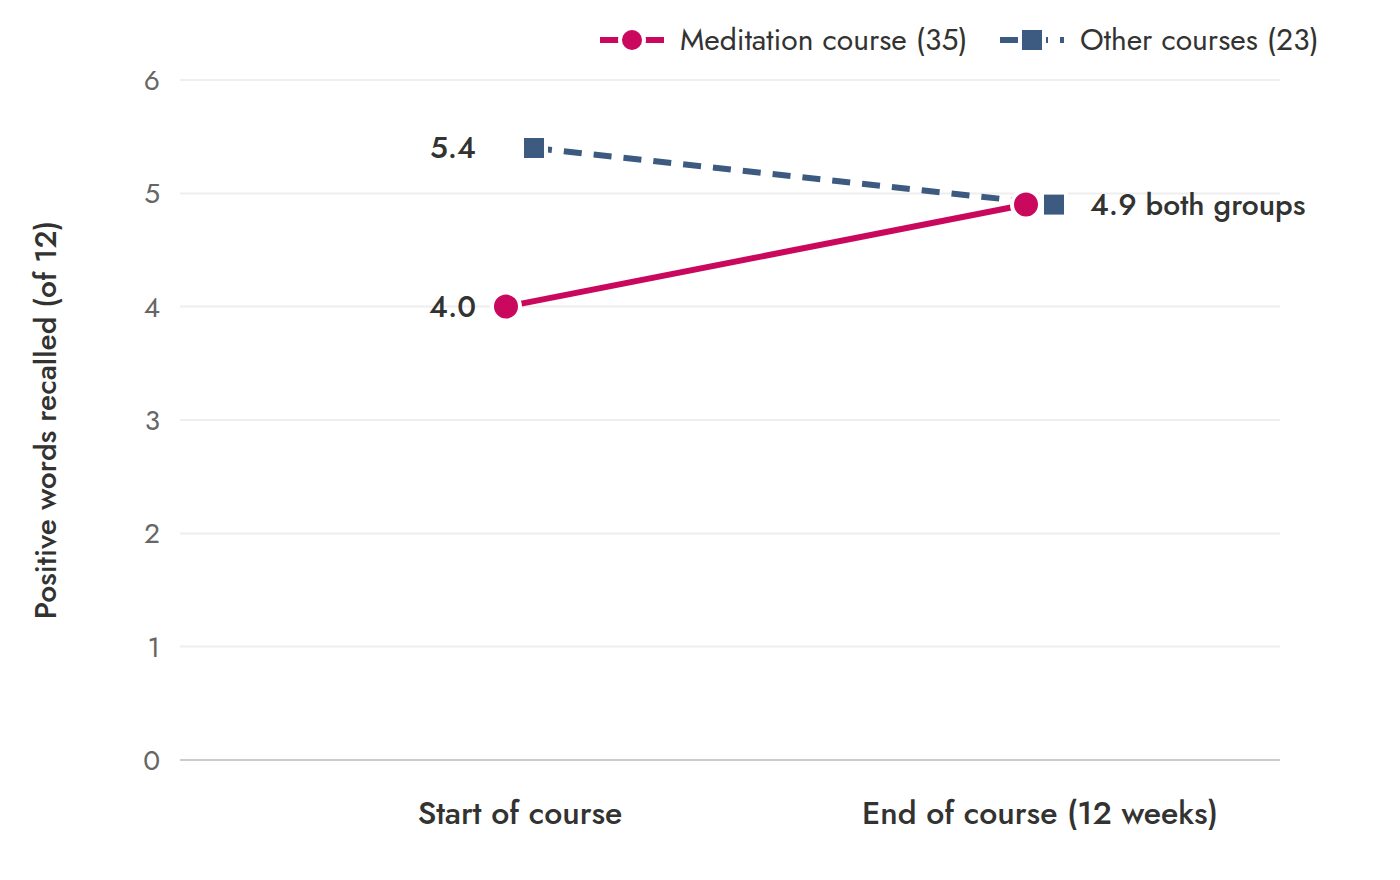 Meditation course (35)
Other courses (23)
6
5
4
3
2
1
0
Positive words recalled (of 12)
5.4
4.0
4.9 both groups
Start of course
End of course (12 weeks)